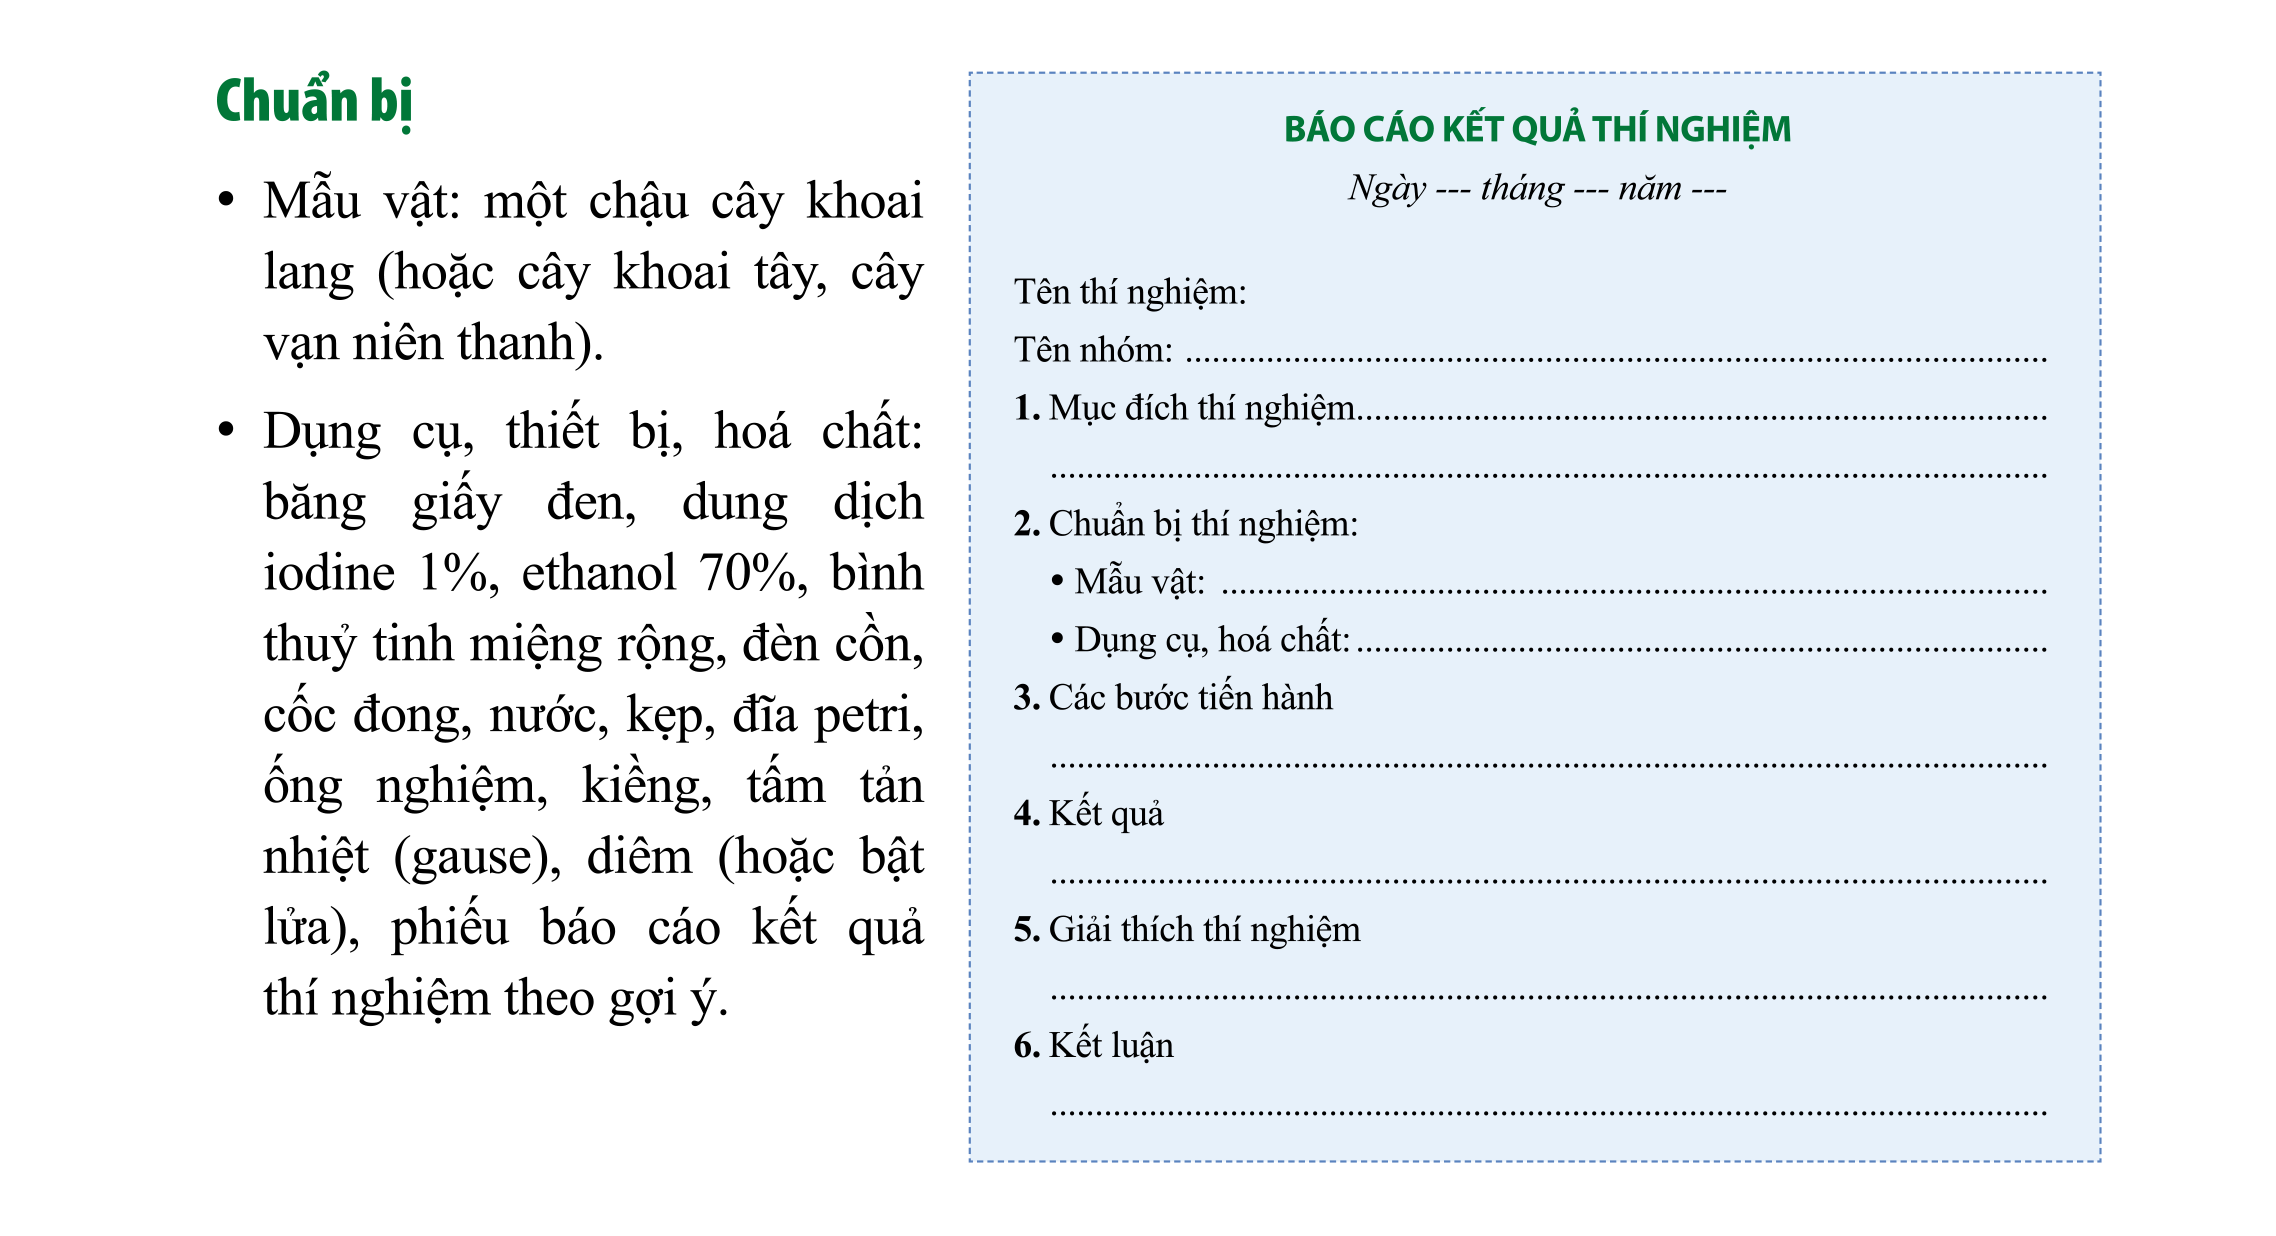 Chuẩn bị
• Mẫu vật: một chậu cây khoai
lang (hoặc cây khoai tây, cây
vạn niên thanh).
• Dụng cụ, thiết bị, hoá chất:
băng giấy đen, dung dịch
iodine 1%, ethanol 70%, bình
thuỷ tinh miệng rộng, đèn cồn,
cốc đong, nước, kẹp, đĩa petri,
ống nghiệm, kiềng, tấm tản
nhiệt (gause), diêm (hoặc bật
lửa), phiếu báo cáo kết quả
thí nghiệm theo gợi ý.
BÁO CÁO KẾT QUẢ THÍ NGHIỆM
Ngày --- tháng --- năm ---
Tên thí nghiệm:
Tên nhóm: ................................................................
1. Mục đích thí nghiệm................................................................
................................................................
2. Chuẩn bị thí nghiệm:
• Mẫu vật: ................................................................
• Dụng cụ, hoá chất:................................................................
3. Các bước tiến hành
................................................................
4. Kết quả
................................................................
5. Giải thích thí nghiệm
................................................................
6. Kết luận
................................................................